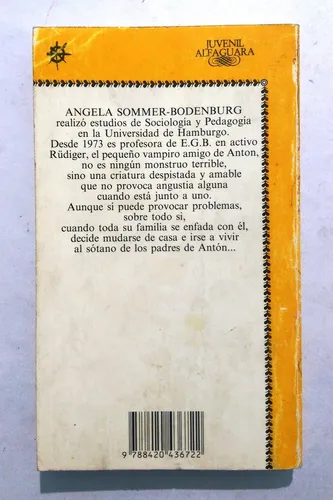 JUVENIL
ALFAGUARA
ANGELA SOMMER-BODENBURG
realizó estudios de Sociología y Pedagogía
en la Universidad de Hamburgo.
Desde 1973 es profesora de E.G.B. en activo
Rüdiger, el pequeño vampiro amigo de Anton,
no es ningún monstruo terrible,
sino una criatura despistada y amable
que no provoca angustia alguna
cuando está junto a uno.
Aunque si puede provocar problemas,
sobre todo si,
cuando toda su familia se enfada con él,
decide mudarse de casa e irse a vivir
al sótano de los padres de Antón...
9 788420 436722